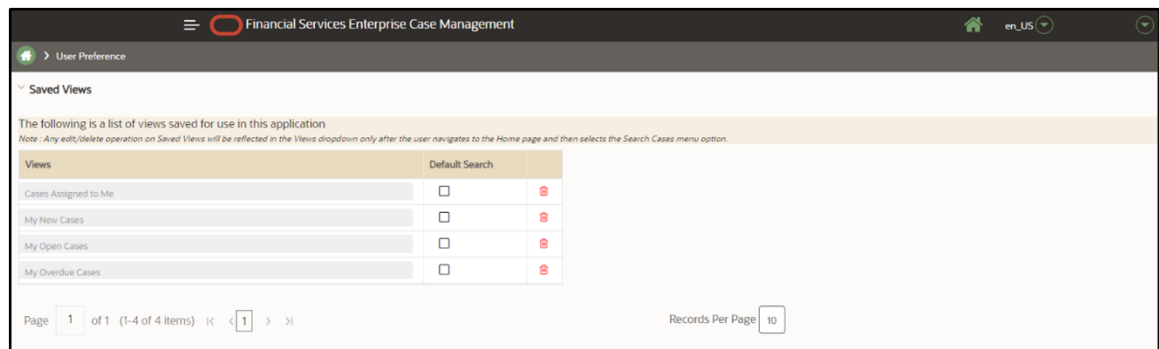 Financial Services Enterprise Case Management en_US
> User Preference
Saved Views
The following is a list of views saved for use in this application
Note : Any edit/delete operation on Saved Views will be reflected in the Views dropdown only after the user navigates to the Home page and then selects the Search Cases menu option.
Views Default Search
Cases Assigned to Me
My New Cases
My Open Cases
My Overdue Cases
Page 1 of 1 (1-4 of 4 items) |< < 1 > >| Records Per Page 10